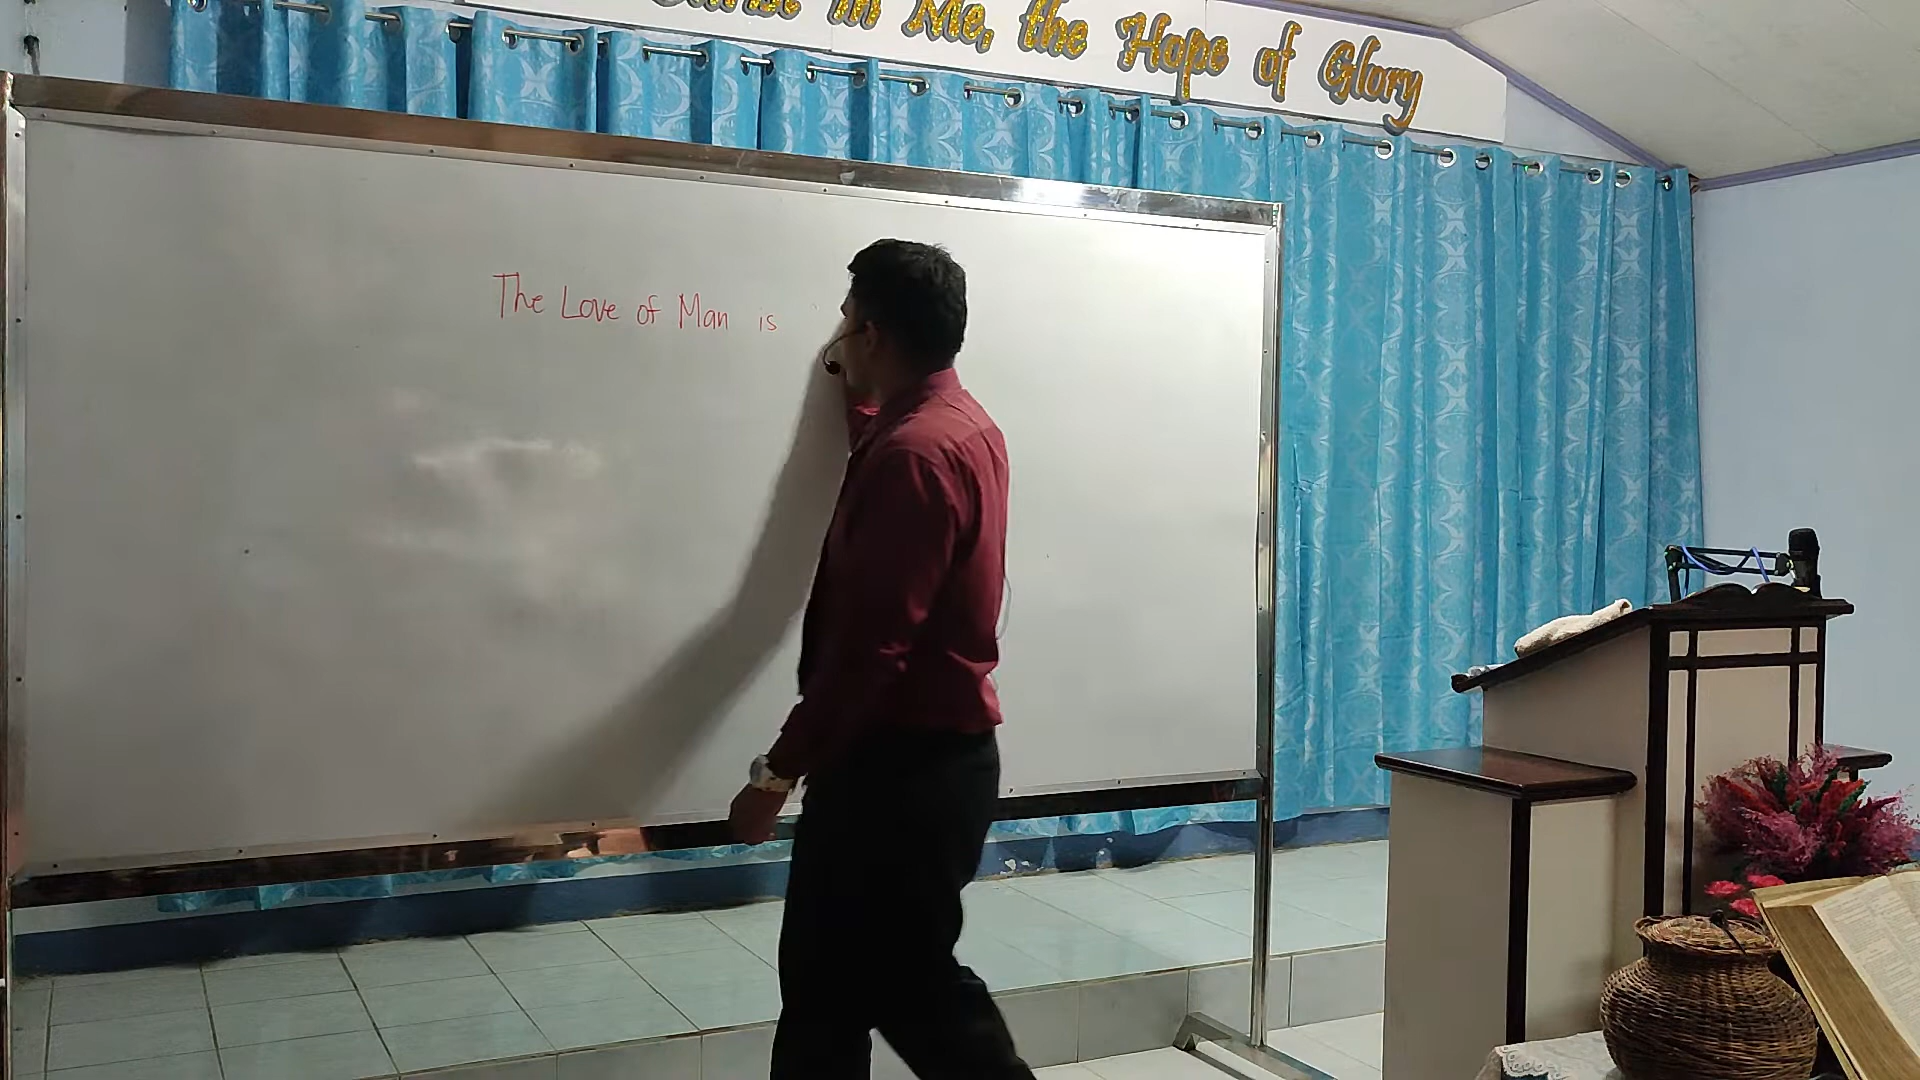 in Me, the Hope of Glory
The Love of Man is